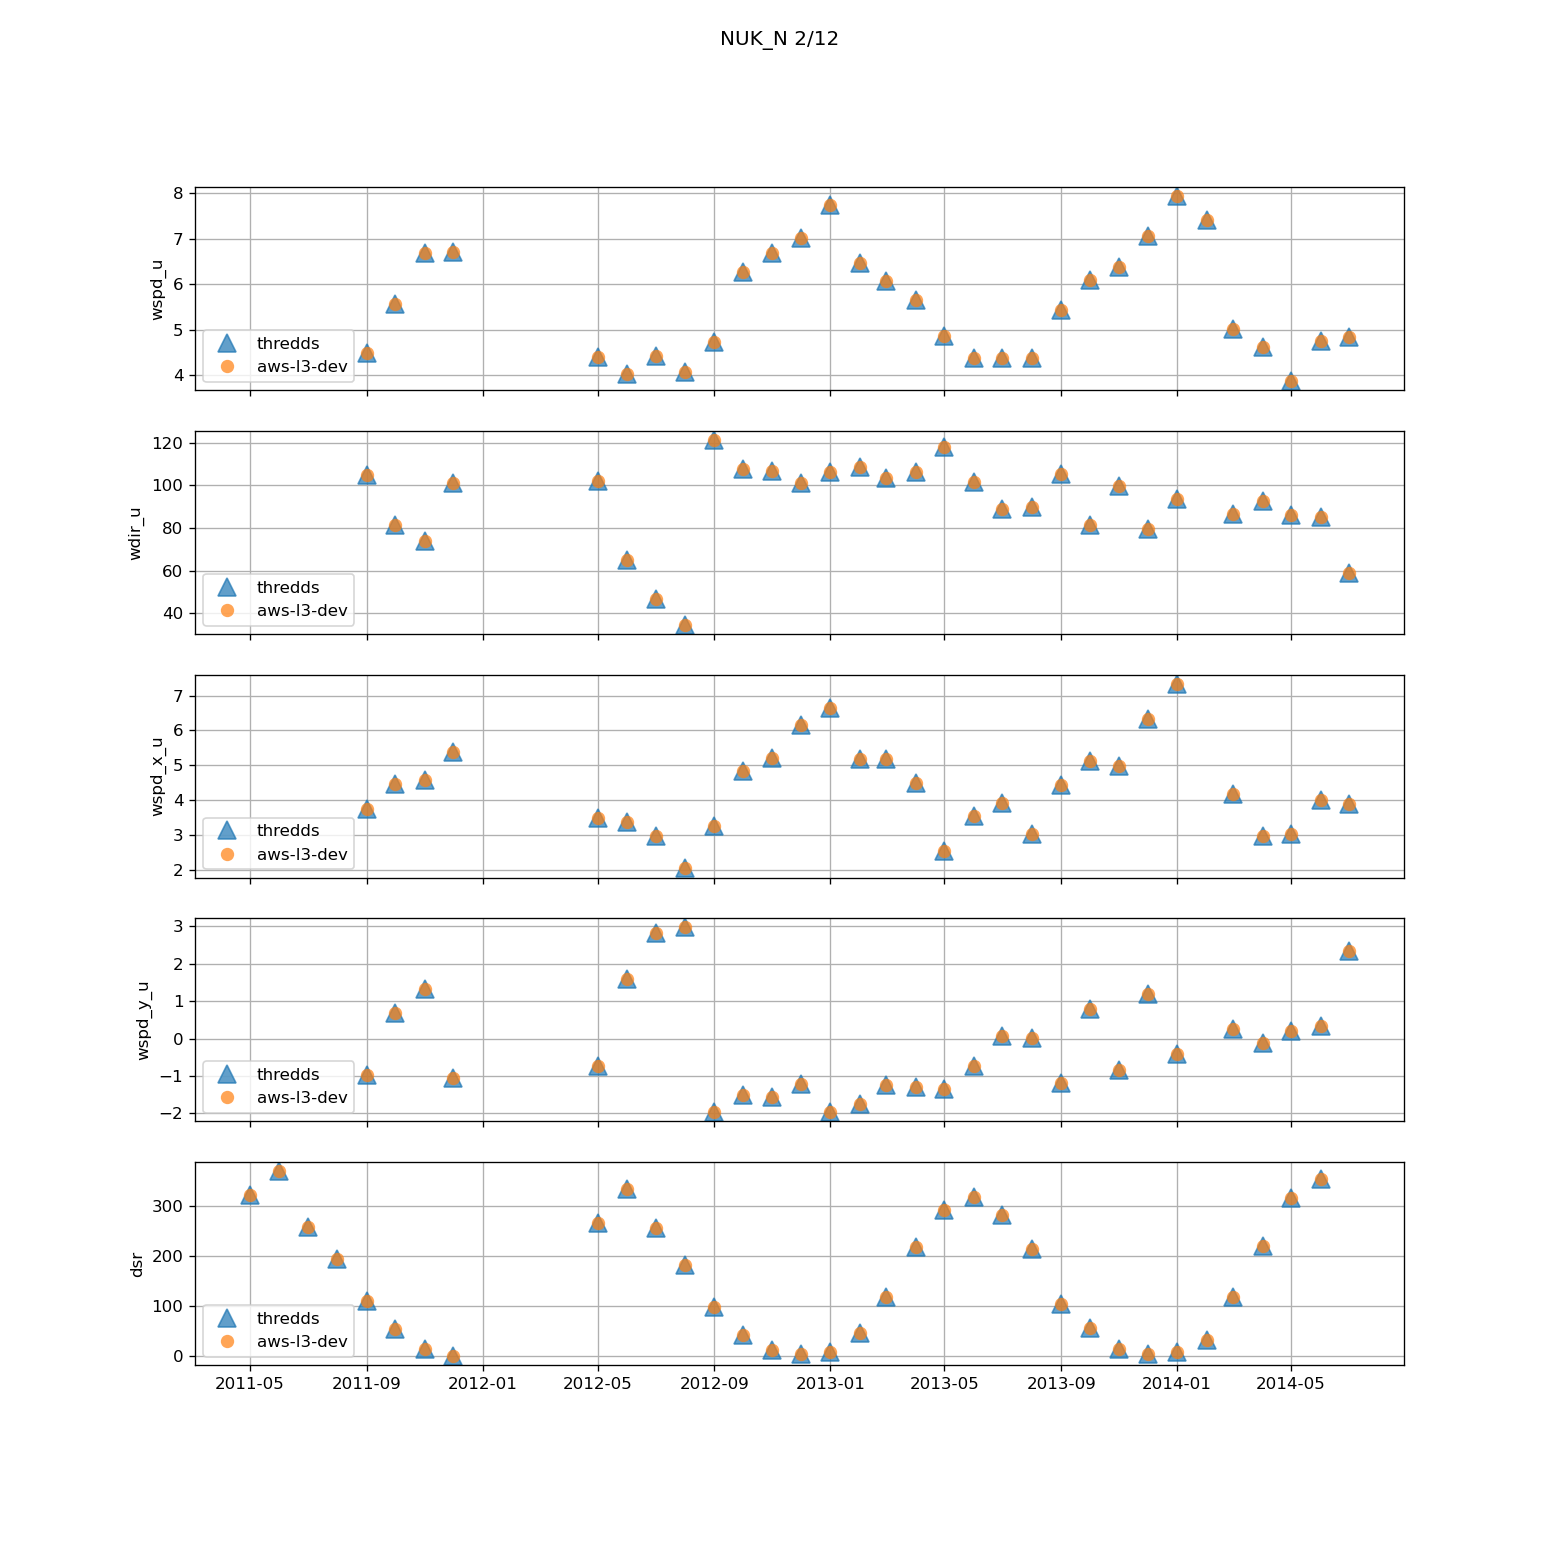 NUK_N 2/12
8
7
6
5
4
wspd_u
thredds
aws-l3-dev
120
100
80
60
40
wdir_u
thredds
aws-l3-dev
7
6
5
4
3
2
wspd_x_u
thredds
aws-l3-dev
3
2
1
0
−1
−2
wspd_y_u
thredds
aws-l3-dev
300
200
100
0
dsr
thredds
aws-l3-dev
2011-05 2011-09 2012-01 2012-05 2012-09 2013-01 2013-05 2013-09 2014-01 2014-05